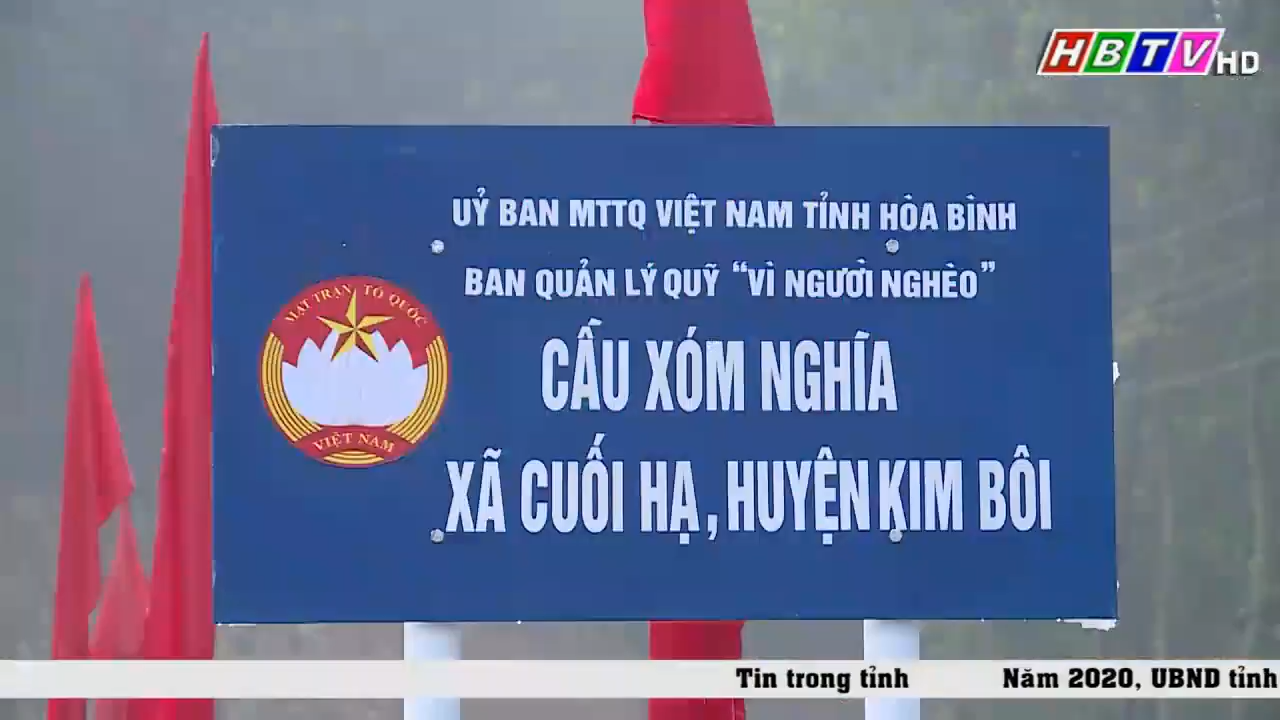 HBTV HD
UỶ BAN MTTQ VIỆT NAM TỈNH HÒA BÌNH
BAN QUẢN LÝ QUỸ “VÌ NGƯỜI NGHÈO”
MẶT TRẬN TỔ QUỐC
VIỆT NAM
CẦU XÓM NGHĨA
XÃ CUỐI HẠ, HUYỆN KIM BÔI
Tin trong tỉnh Năm 2020, UBND tỉnh